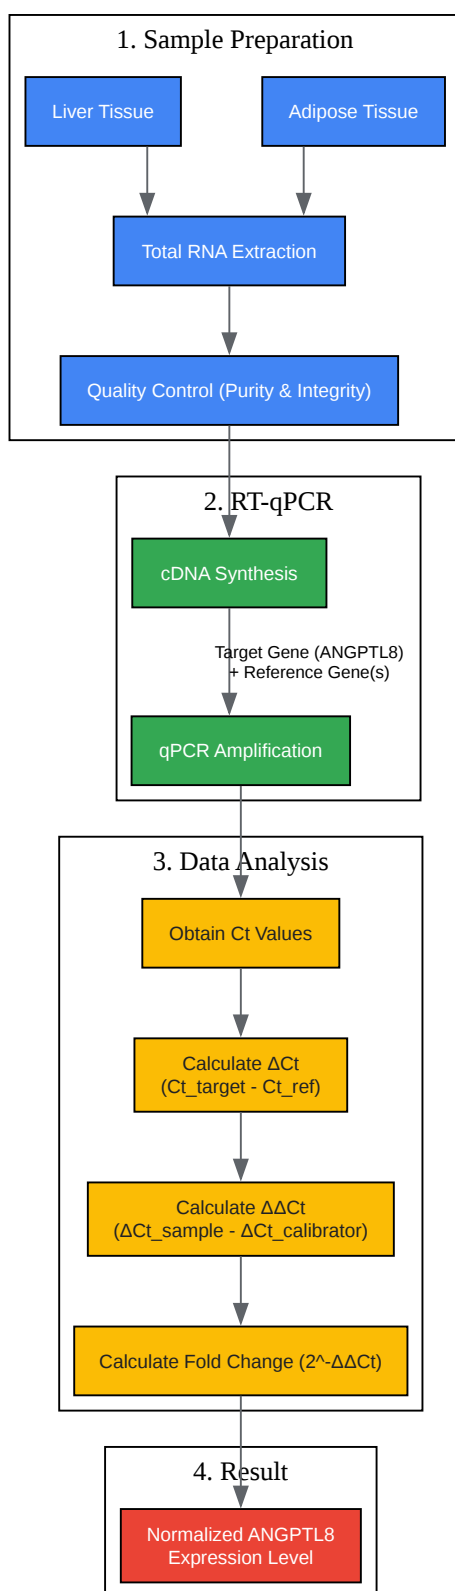 1. Sample Preparation
Liver Tissue
Adipose Tissue
Total RNA Extraction
Quality Control (Purity & Integrity)
2. RT-qPCR
cDNA Synthesis
Target Gene (ANGPTL8)
+ Reference Gene(s)
qPCR Amplification
3. Data Analysis
Obtain Ct Values
Calculate ΔCt
(Ct_target - Ct_ref)
Calculate ΔΔCt
(ΔCt_sample - ΔCt_calibrator)
Calculate Fold Change (2^-ΔΔCt)
4. Result
Normalized ANGPTL8
Expression Level